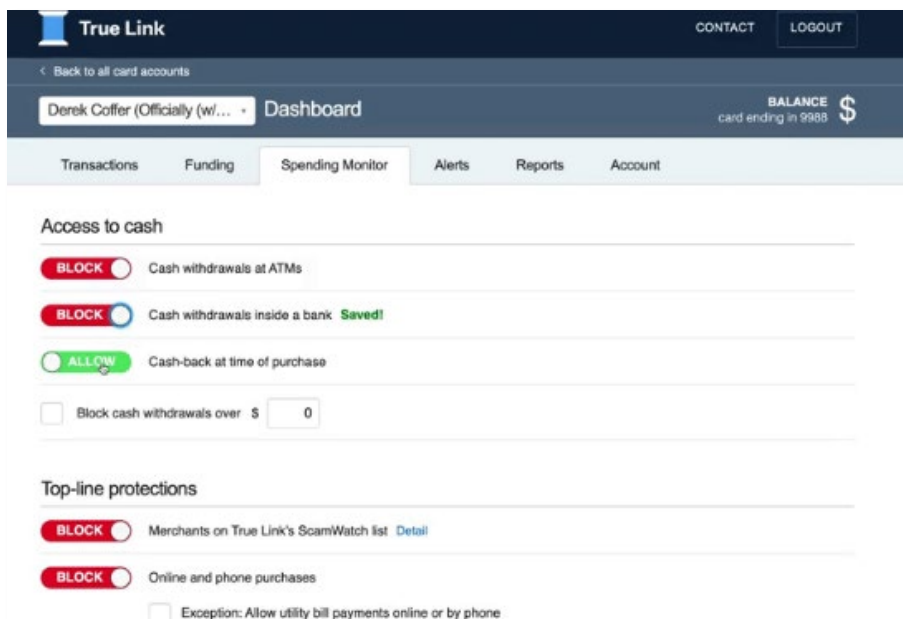 True Link
CONTACT LOGOUT
< Back to all card accounts
Derek Coffer (Officially (w/... Dashboard
BALANCE $
card ending in 9988
Transactions Funding Spending Monitor Alerts Reports Account
Access to cash
BLOCK Cash withdrawals at ATMs
BLOCK Cash withdrawals inside a bank Saved!
ALLOW Cash-back at time of purchase
Block cash withdrawals over $ 0
Top-line protections
BLOCK Merchants on True Link's ScamWatch list Detail
BLOCK Online and phone purchases
Exception: Allow utility bill payments online or by phone